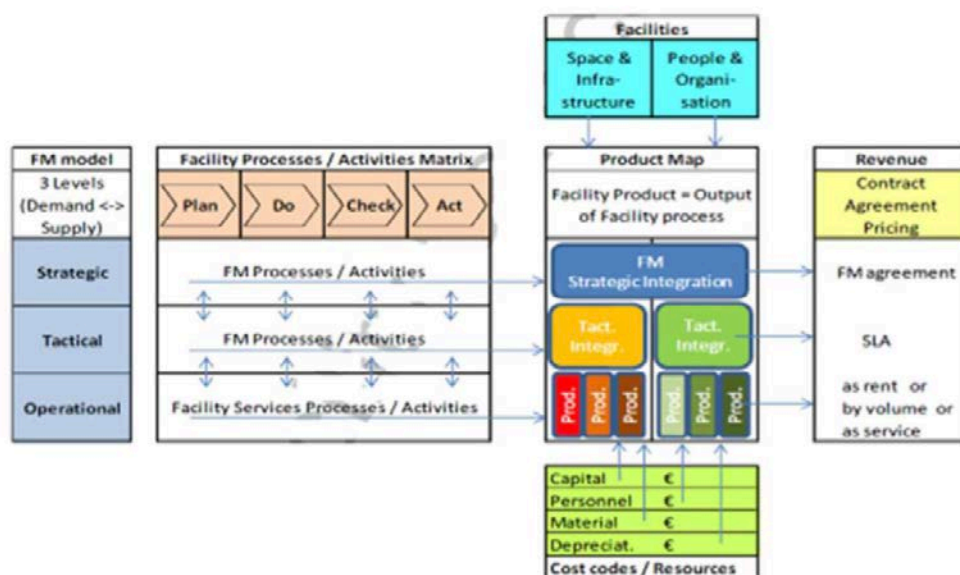 Facilities
Space &
Infra-
structure
People &
Organi-
sation
FM model
3 Levels
(Demand <->
Supply)
Strategic
Tactical
Operational
Facility Processes / Activities Matrix
Plan
Do
Check
Act
FM Processes / Activities
FM Processes / Activities
Facility Services Processes / Activities
Product Map
Facility Product = Output
of Facility process
FM
Strategic Integration
Tact.
Integr.
Tact.
Integr.
Prod.
Prod.
Prod.
Prod.
Prod.
Prod.
Revenue
Contract
Agreement
Pricing
FM agreement
SLA
as rent or
by volume or
as service
Capital €
Personnel €
Material €
Depreciat. €
Cost codes / Resources